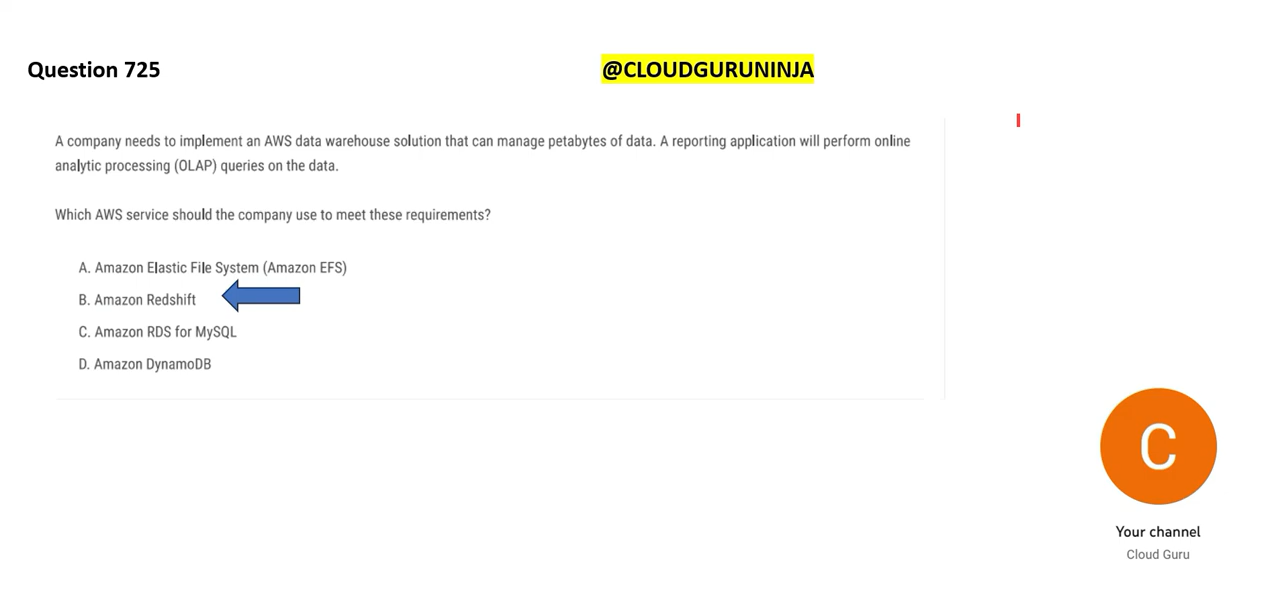 Question 725
@CLOUDGURUNINJA
A company needs to implement an AWS data warehouse solution that can manage petabytes of data. A reporting application will perform online
analytic processing (OLAP) queries on the data.
Which AWS service should the company use to meet these requirements?
A. Amazon Elastic File System (Amazon EFS)
B. Amazon Redshift
C. Amazon RDS for MySQL
D. Amazon DynamoDB
C
Your channel
Cloud Guru